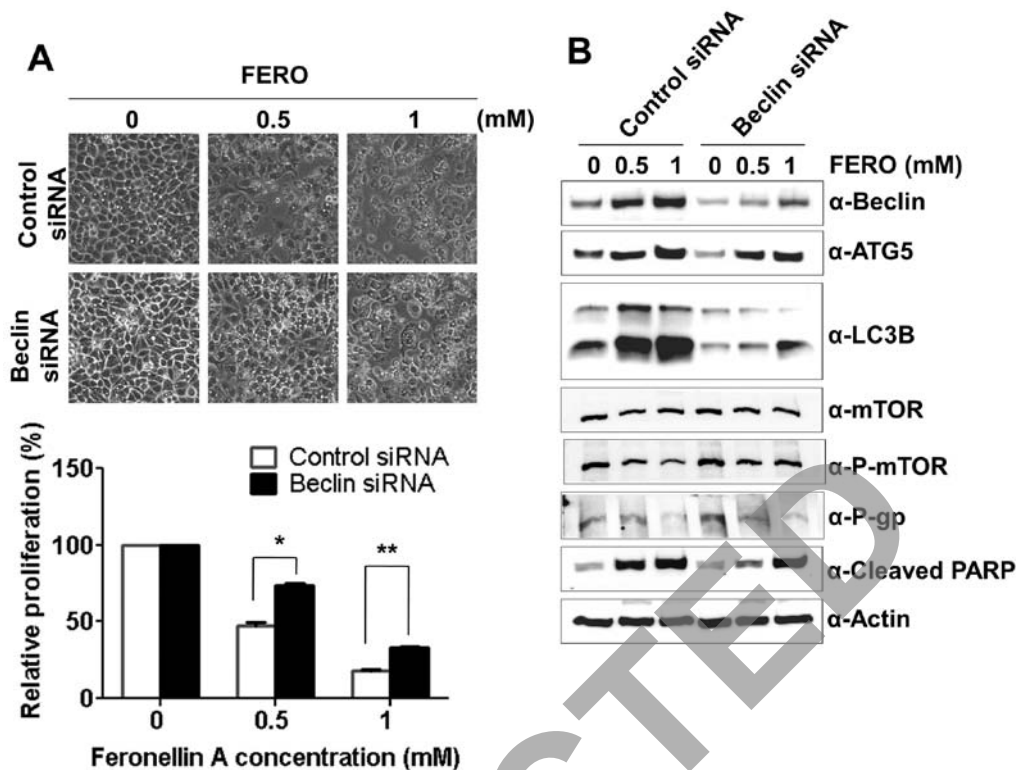 A
FERO
0 0.5 1 (mM)
Control siRNA
Beclin siRNA
Relative proliferation (%)
150
100
50
0
Control siRNA
Beclin siRNA
*
**
0 0.5 1
Feronellin A concentration (mM)
B
Control siRNA
Beclin siRNA
0 0.5 1 0 0.5 1 FERO (mM)
α-Beclin
α-ATG5
α-LC3B
α-mTOR
α-P-mTOR
α-P-gp
α-Cleaved PARP
α-Actin
CTED